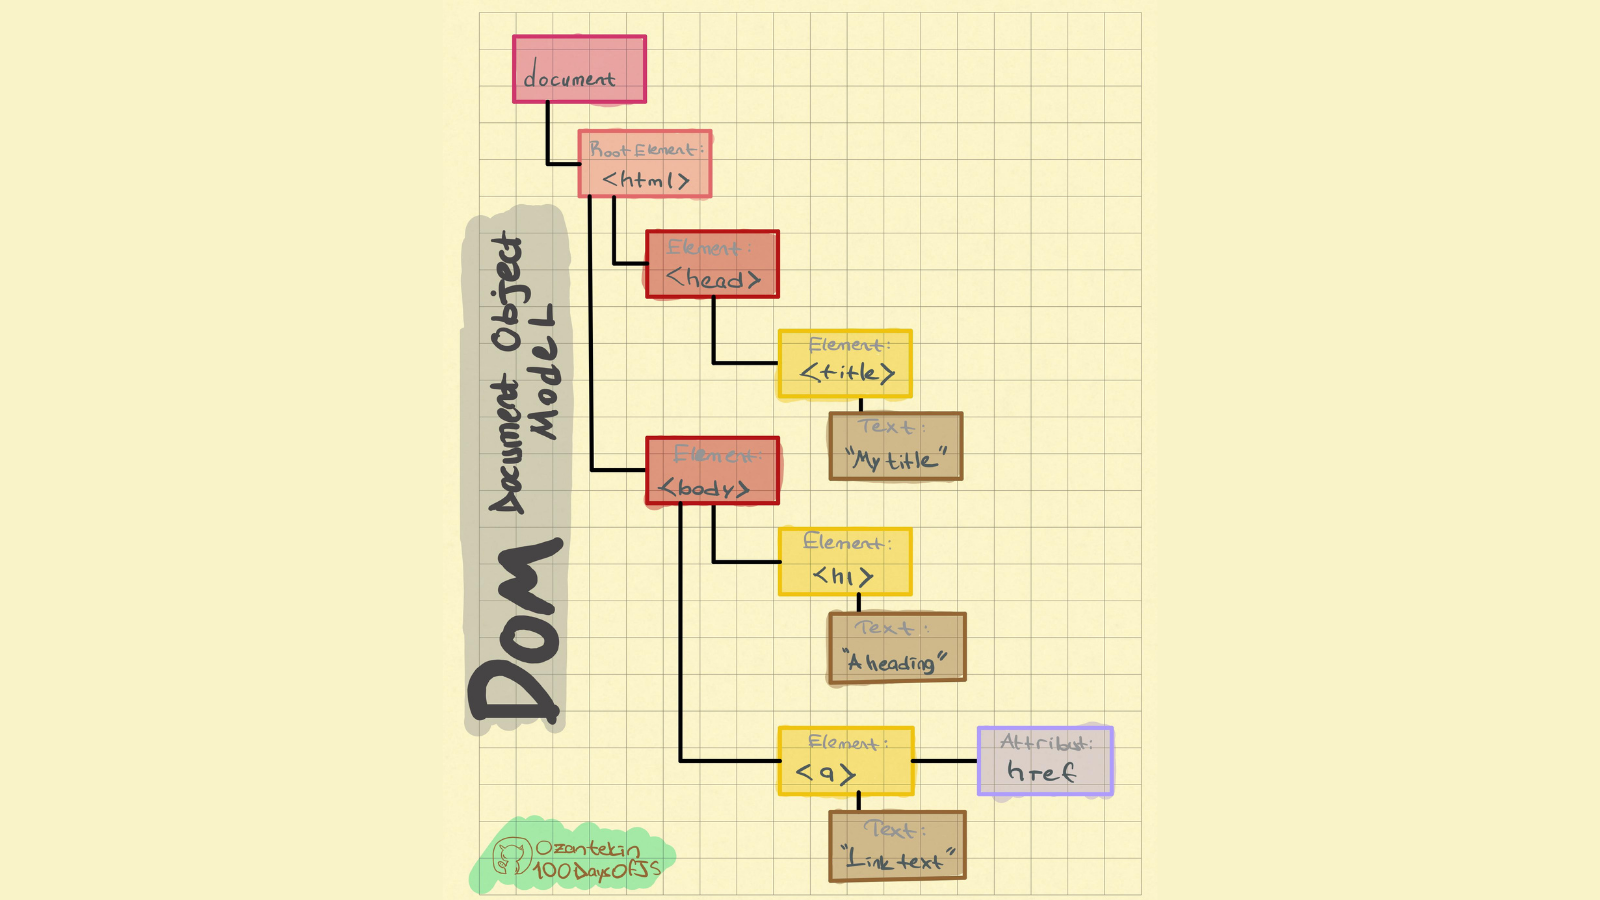 document
Root Element:
<html>
Element:
<head>
Element:
<title>
Text:
"My title"
Element:
<body>
Element:
<h1>
Text:
"A heading"
Element:
<a>
Attribut:
href
Text:
"Link text"
DOM
Document Object
Model
Ozantekin
100DaysOfJS